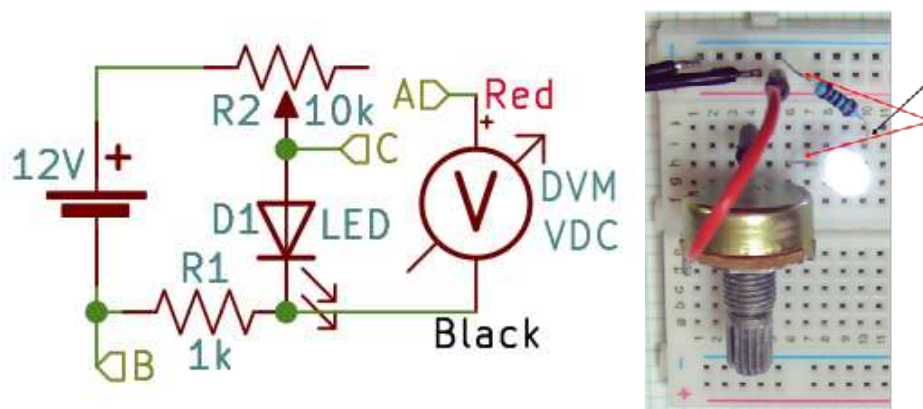 R2 10k
A Red
+
C
12V +
V
DVM
VDC
D1 LED
R1
1k
Black
B